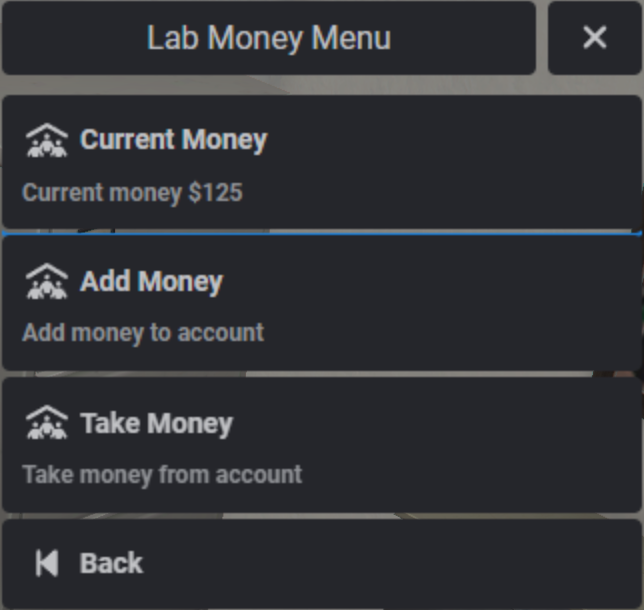 Lab Money Menu
Current Money
Current money $125
Add Money
Add money to account
Take Money
Take money from account
Back